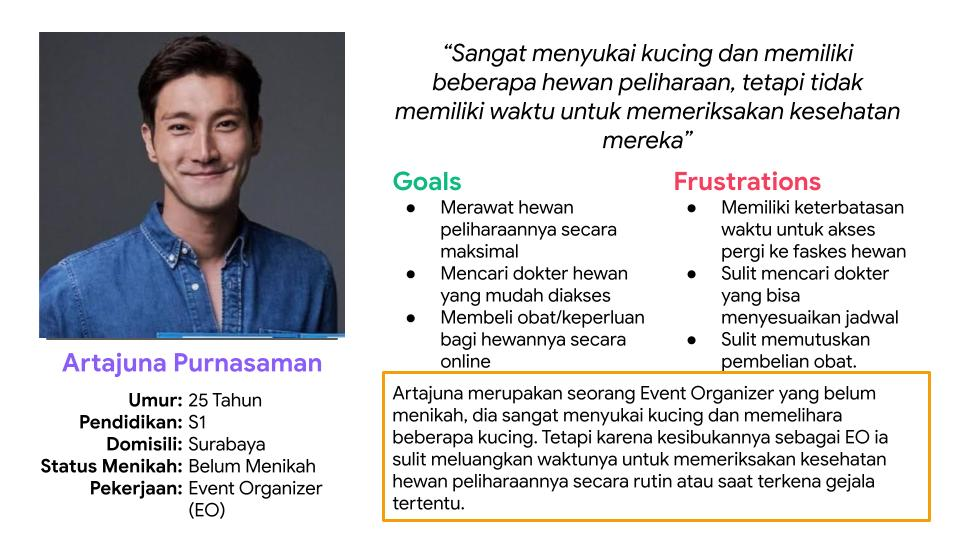 “Sangat menyukai kucing dan memiliki
beberapa hewan peliharaan, tetapi tidak
memiliki waktu untuk memeriksakan kesehatan
mereka”
Goals
● Merawat hewan
peliharaannya secara
maksimal
● Mencari dokter hewan
yang mudah diakses
● Membeli obat/keperluan
bagi hewannya secara
online
Frustrations
● Memiliki keterbatasan
waktu untuk akses
pergi ke faskes hewan
● Sulit mencari dokter
yang bisa
menyesuaikan jadwal
● Sulit memutuskan
pembelian obat.
Artajuna Purnasaman
Umur: 25 Tahun
Pendidikan: S1
Domisili: Surabaya
Status Menikah: Belum Menikah
Pekerjaan: Event Organizer
(EO)
Artajuna merupakan seorang Event Organizer yang belum
menikah, dia sangat menyukai kucing dan memelihara
beberapa kucing. Tetapi karena kesibukannya sebagai EO ia
sulit meluangkan waktunya untuk memeriksakan kesehatan
hewan peliharaannya secara rutin atau saat terkena gejala
tertentu.